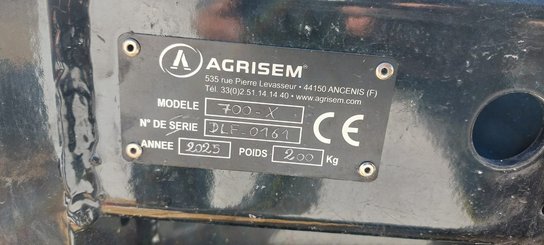 AGRISEM®
535 rue Pierre Levasseur • 44150 ANCENIS (F)
Tél. 33(0)2.51.14.14.40 • www.agrisem.com
MODELE 700-X
N° DE SERIE DLF-0161
ANNEE 2025 POIDS 200 Kg
CE